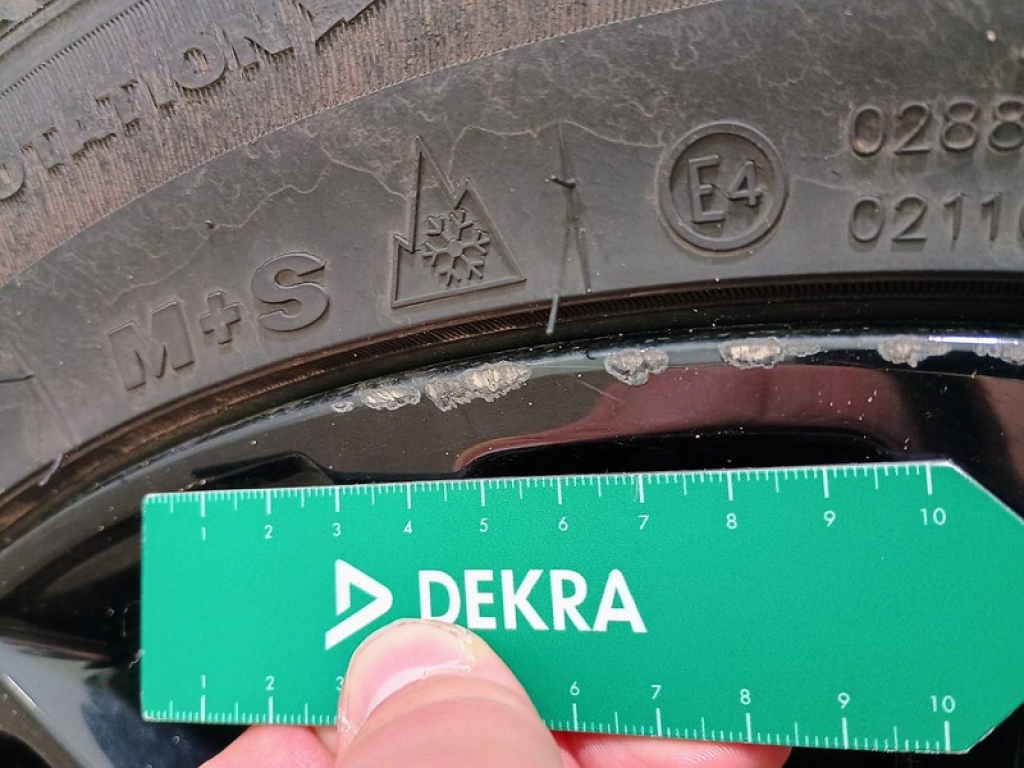 OTATION
M+S
E4
0288
0211
1 2 3 4 5 6 7 8 9 10
DEKRA
1 2 3 6 7 8 9 10